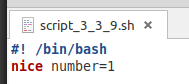 script_3_3_9.sh
#! /bin/bash
nice number=1